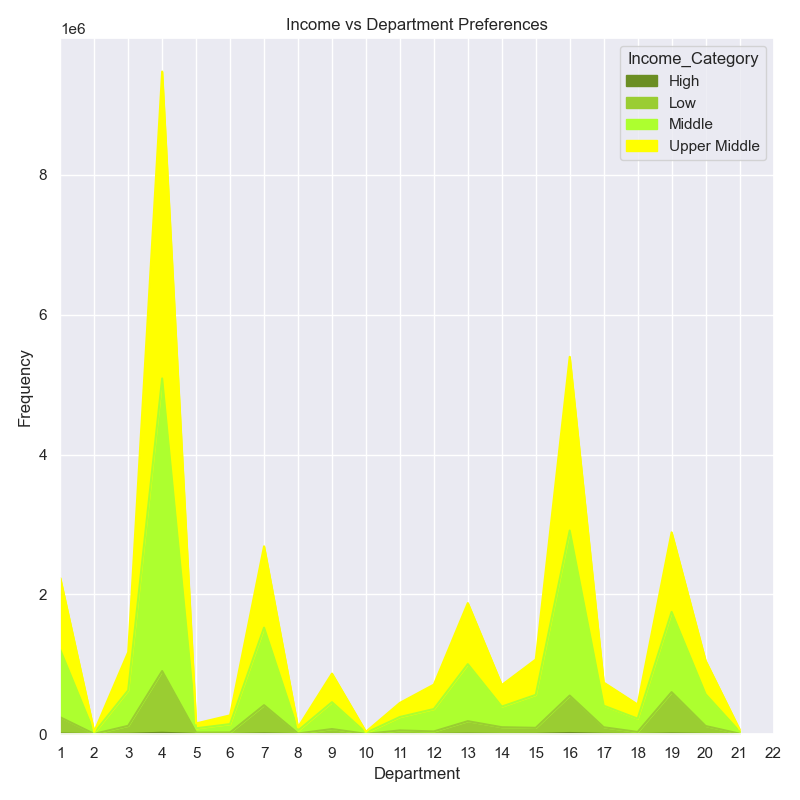 Income vs Department Preferences
1e6
Income_Category
High
Low
Middle
Upper Middle
8
6
4
2
0
Frequency
1 2 3 4 5 6 7 8 9 10 11 12 13 14 15 16 17 18 19 20 21 22
Department